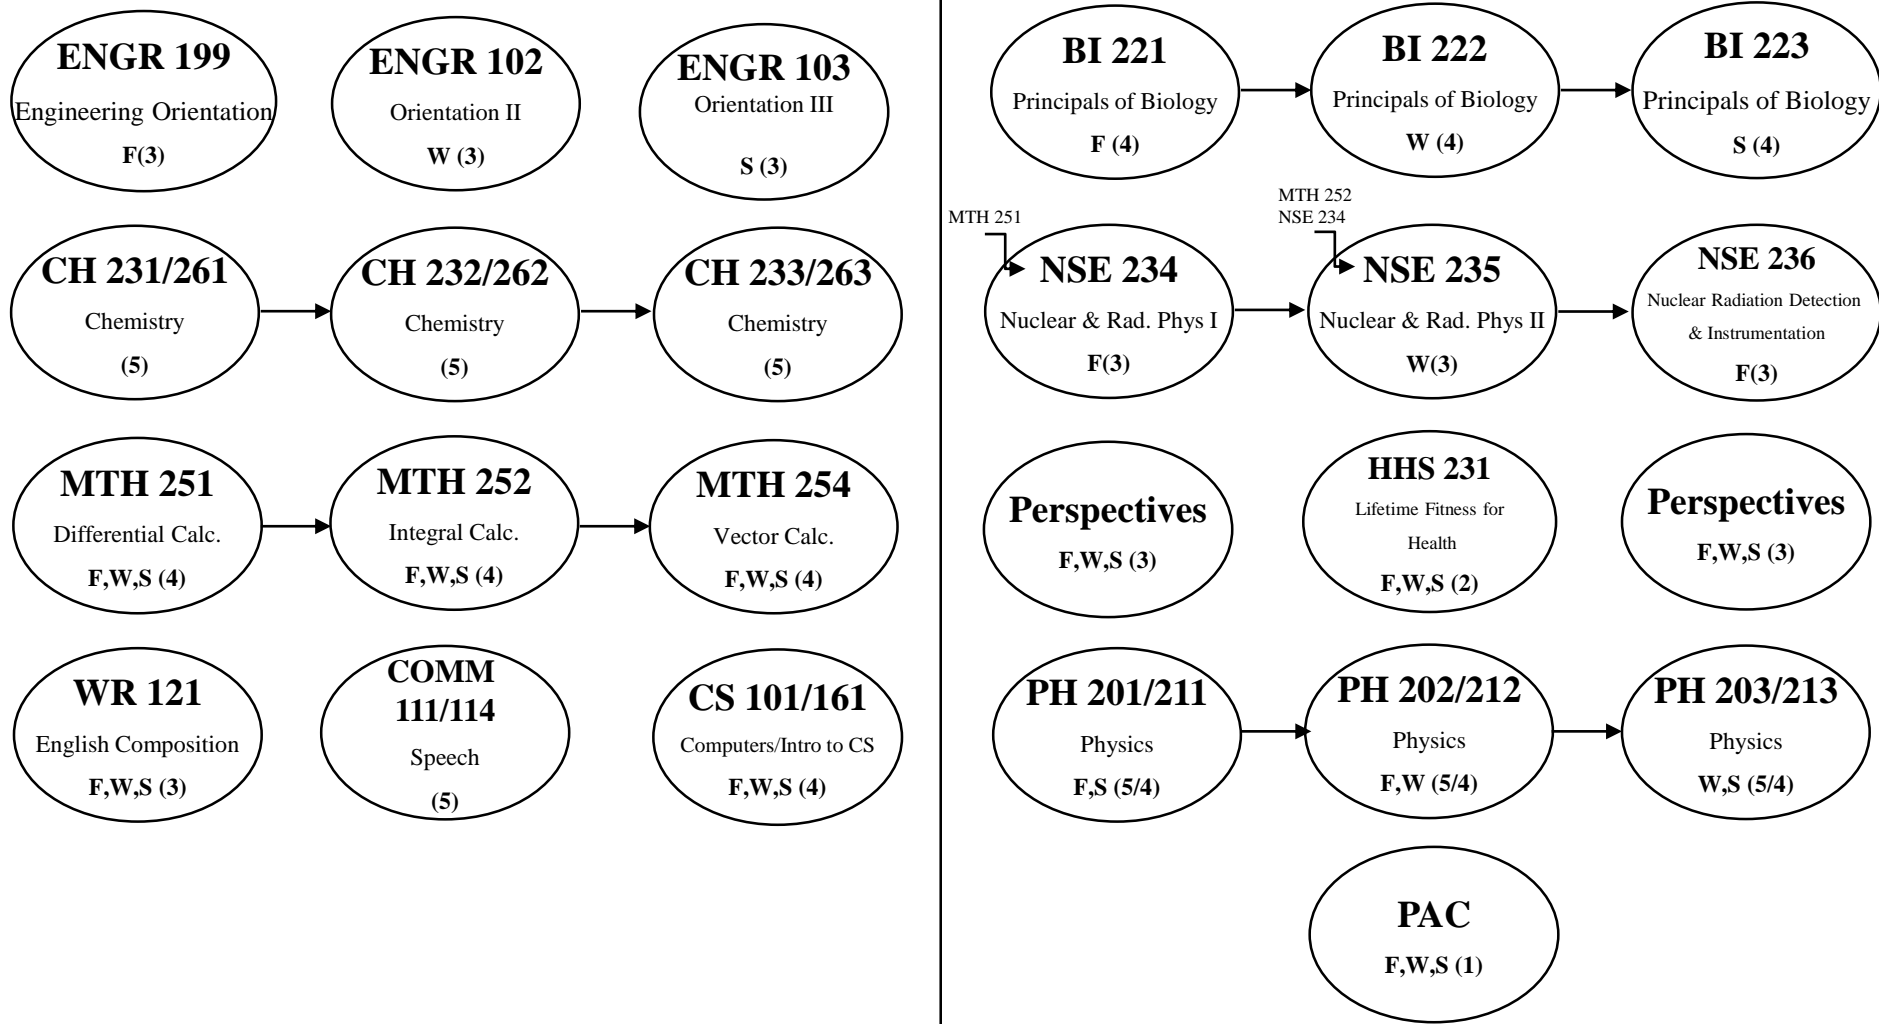 ENGR 199
Engineering Orientation
F(3)
ENGR 102
Orientation II
W (3)
ENGR 103
Orientation III
S (3)
CH 231/261
Chemistry
(5)
CH 232/262
Chemistry
(5)
CH 233/263
Chemistry
(5)
MTH 251
Differential Calc.
F,W,S (4)
MTH 252
Integral Calc.
F,W,S (4)
MTH 254
Vector Calc.
F,W,S (4)
WR 121
English Composition
F,W,S (3)
COMM
111/114
Speech
(5)
CS 101/161
Computers/Intro to CS
F,W,S (4)
BI 221
Principals of Biology
F (4)
BI 222
Principals of Biology
W (4)
BI 223
Principals of Biology
S (4)
MTH 251
NSE 234
Nuclear & Rad. Phys I
F(3)
MTH 252
NSE 234
NSE 235
Nuclear & Rad. Phys II
W(3)
NSE 236
Nuclear Radiation Detection
& Instrumentation
F(3)
Perspectives
F,W,S (3)
HHS 231
Lifetime Fitness for
Health
F,W,S (2)
Perspectives
F,W,S (3)
PH 201/211
Physics
F,S (5/4)
PH 202/212
Physics
F,W (5/4)
PH 203/213
Physics
W,S (5/4)
PAC
F,W,S (1)